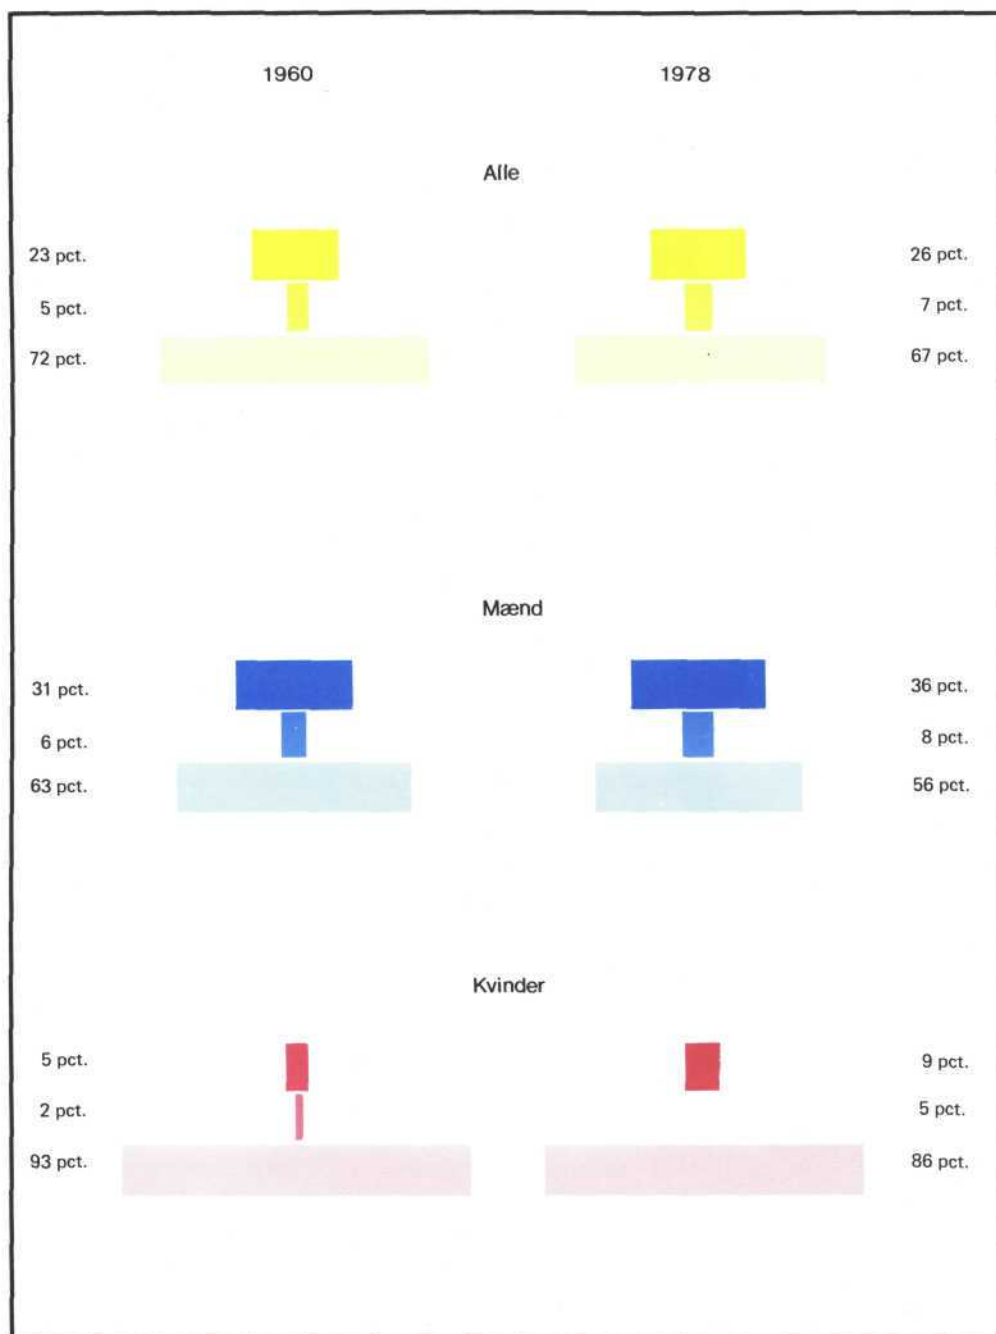 1960 1978
Alle
23 pct. 26 pct.
5 pct. 7 pct.
72 pct. 67 pct.
Mænd
31 pct. 36 pct.
6 pct. 8 pct.
63 pct. 56 pct.
Kvinder
5 pct. 9 pct.
2 pct. 5 pct.
93 pct. 86 pct.